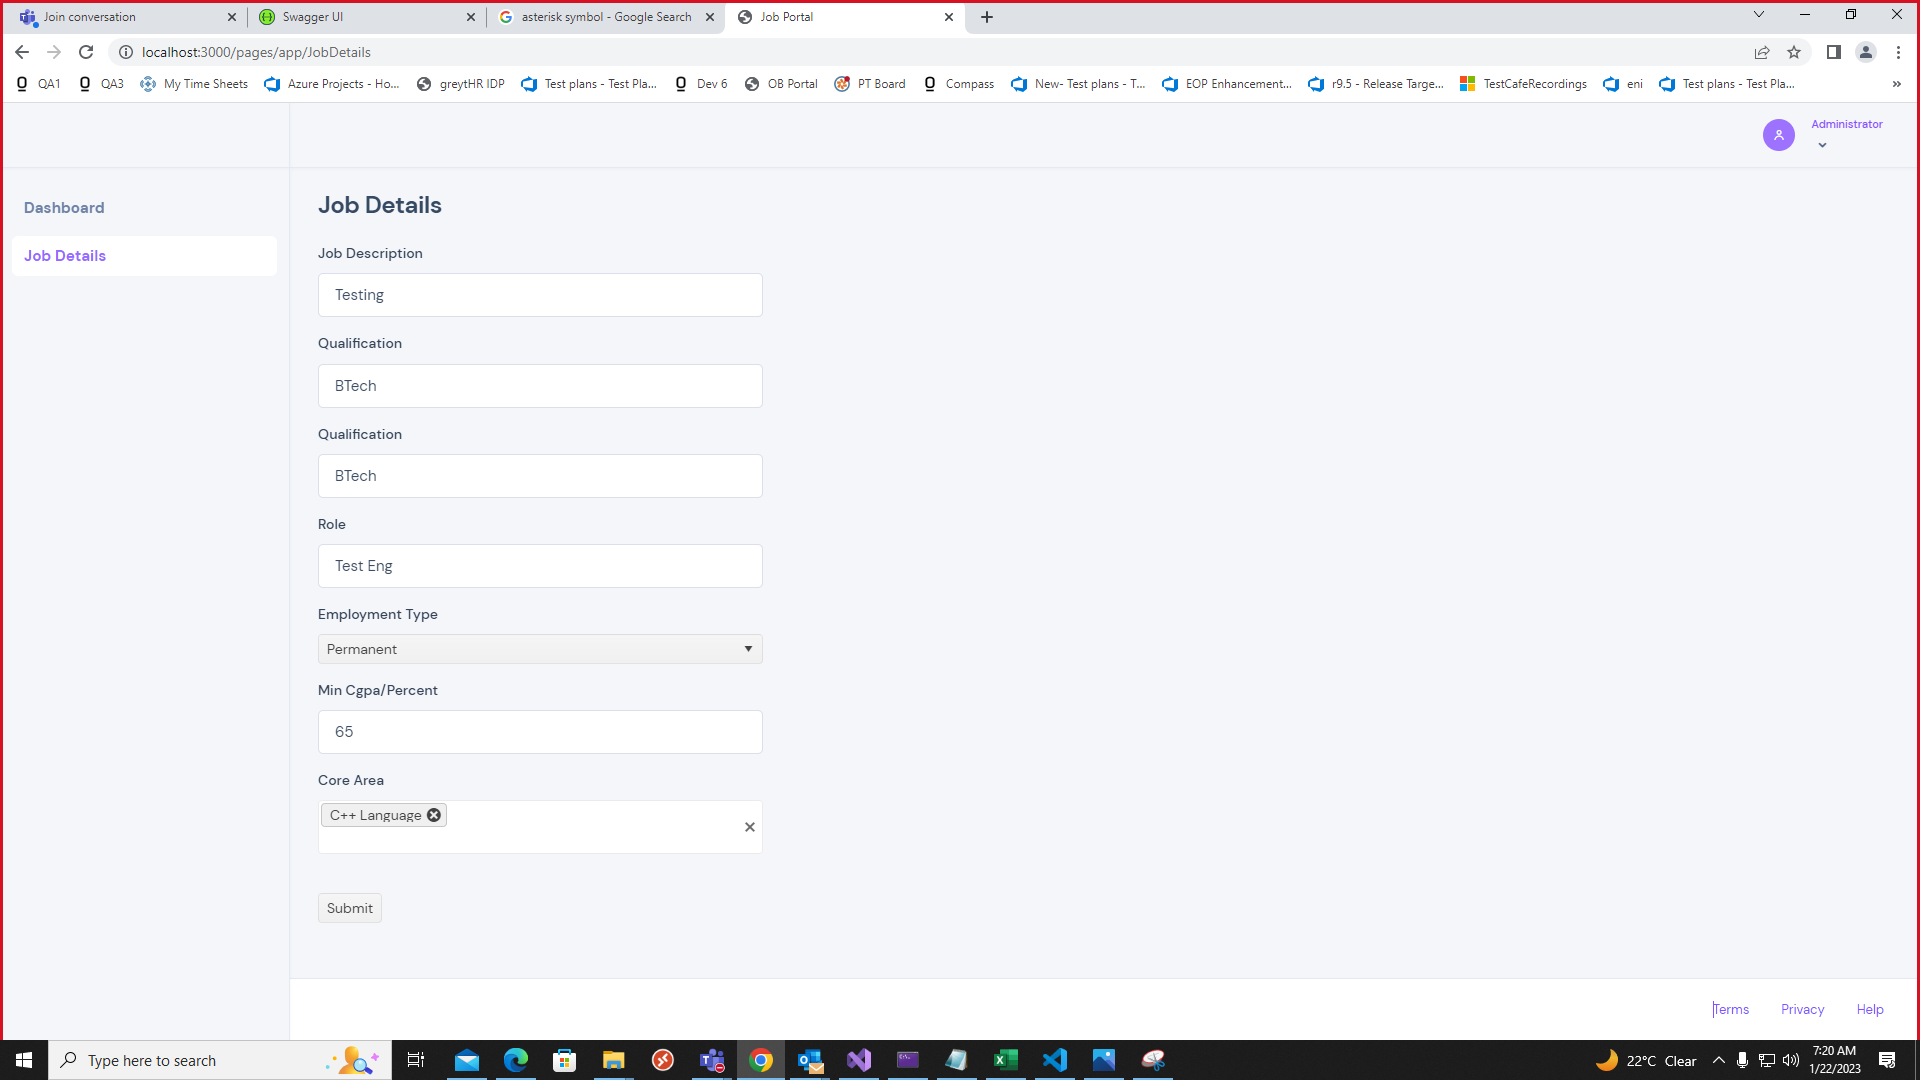 Join conversation
Swagger UI
asterisk symbol - Google Search
Job Portal
localhost:3000/pages/app/JobDetails
QA1
QA3
My Time Sheets
Azure Projects - Ho...
greytHR IDP
Test plans - Test Pla...
Dev 6
OB Portal
PT Board
Compass
New- Test plans - T...
EOP Enhancement...
r9.5 - Release Targe...
TestCafeRecordings
eni
Test plans - Test Pla...
Administrator
Dashboard
Job Details
Job Details
Job Description
Testing
Qualification
BTech
Qualification
BTech
Role
Test Eng
Employment Type
Permanent
Min Cgpa/Percent
65
Core Area
C++ Language
Submit
Terms
Privacy
Help
Type here to search
22°C Clear
7:20 AM
1/22/2023